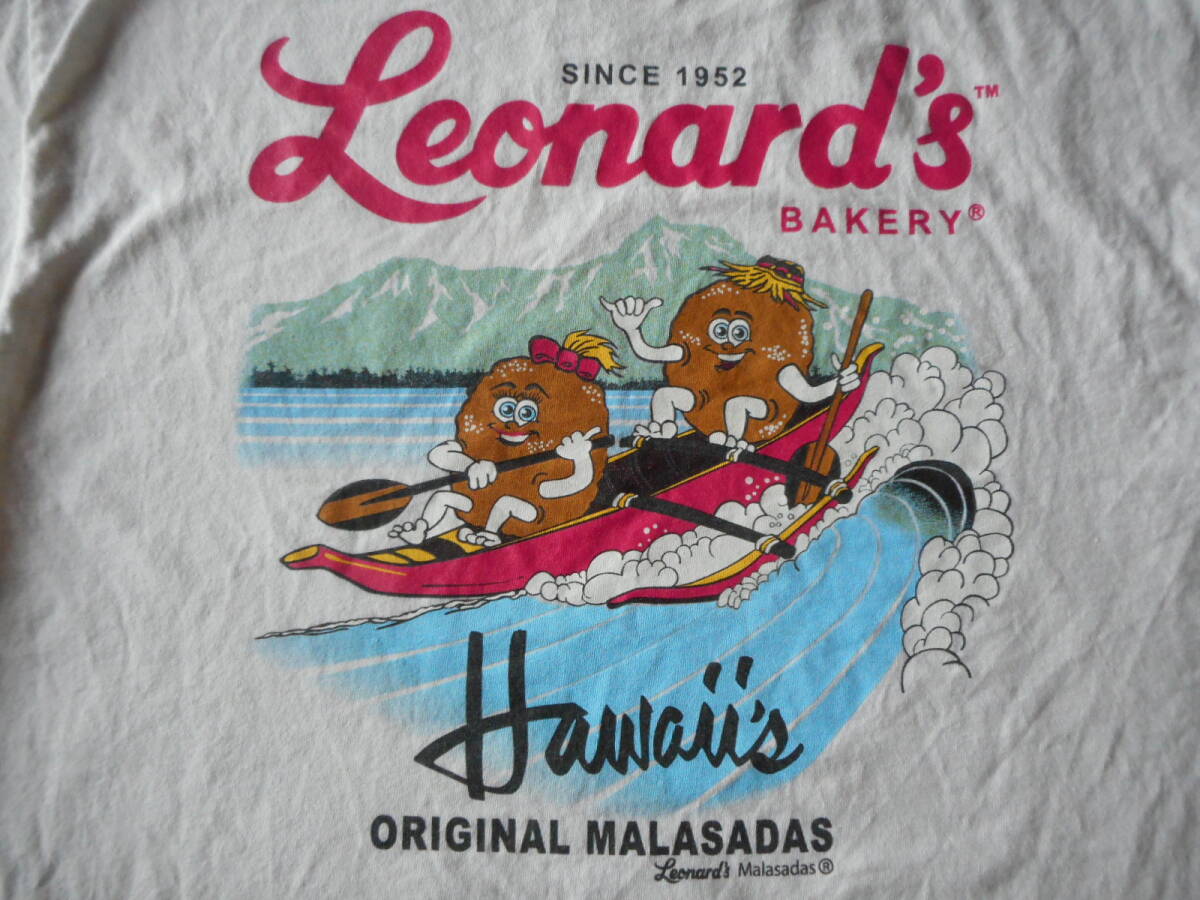 SINCE 1952
Leonard's™
BAKERY®
Hawaii's
ORIGINAL MALASADAS
Leonard's Malasadas®